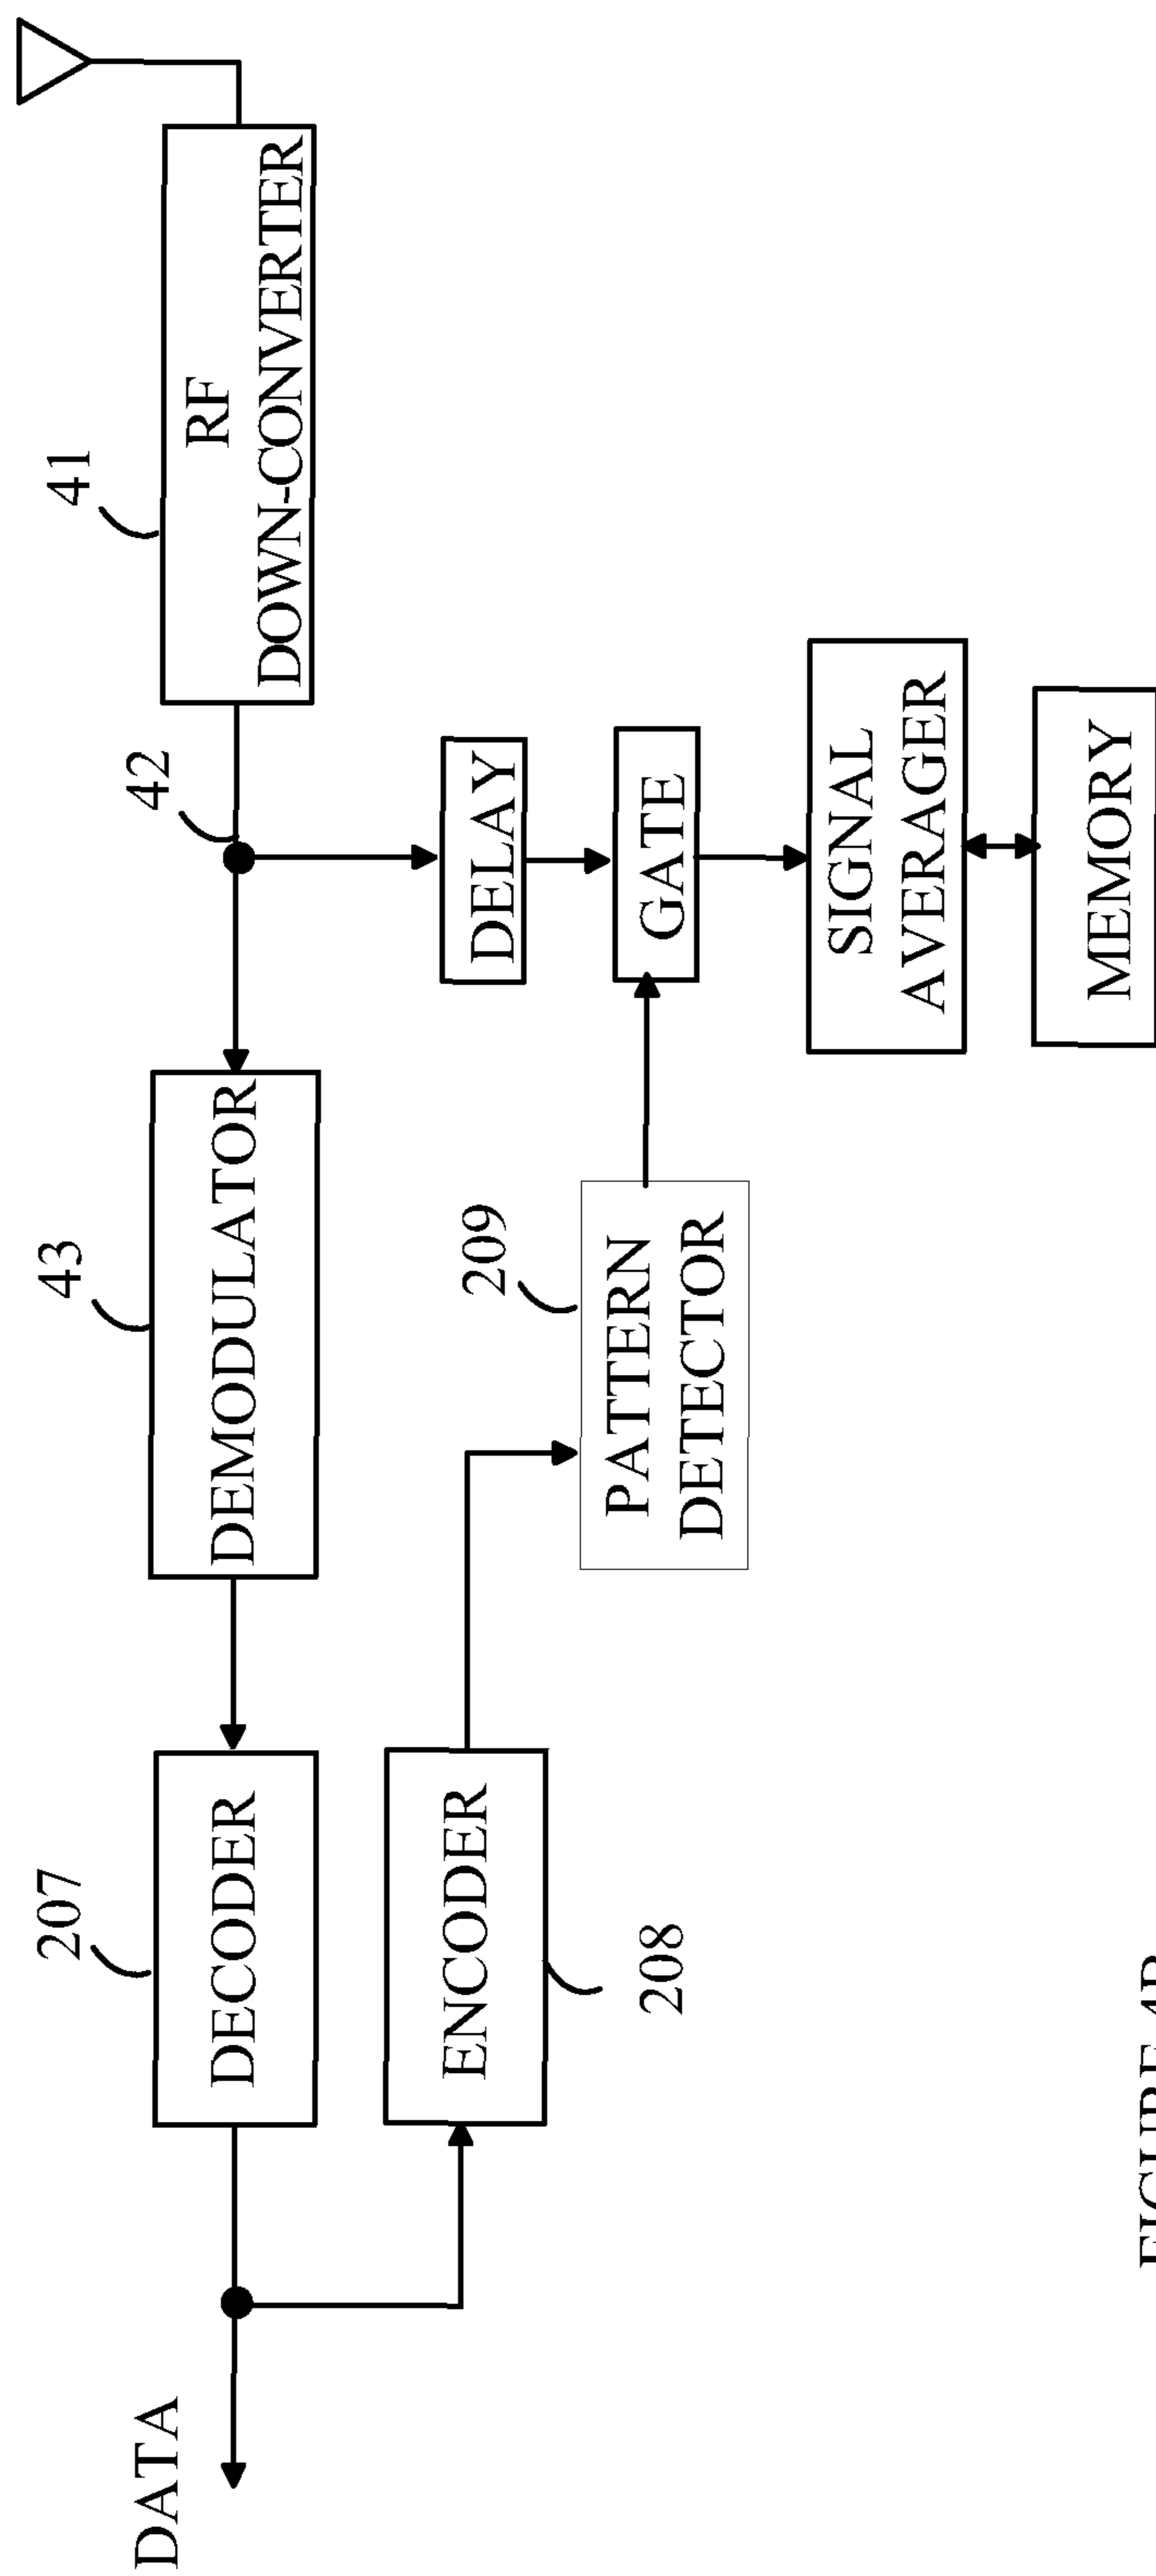 41
RF
DOWN-CONVERTER
42
43
DEMODULATOR
207
DECODER
DATA
DELAY
GATE
SIGNAL
AVERAGER
MEMORY
209
PATTERN
DETECTOR
ENCODER
208